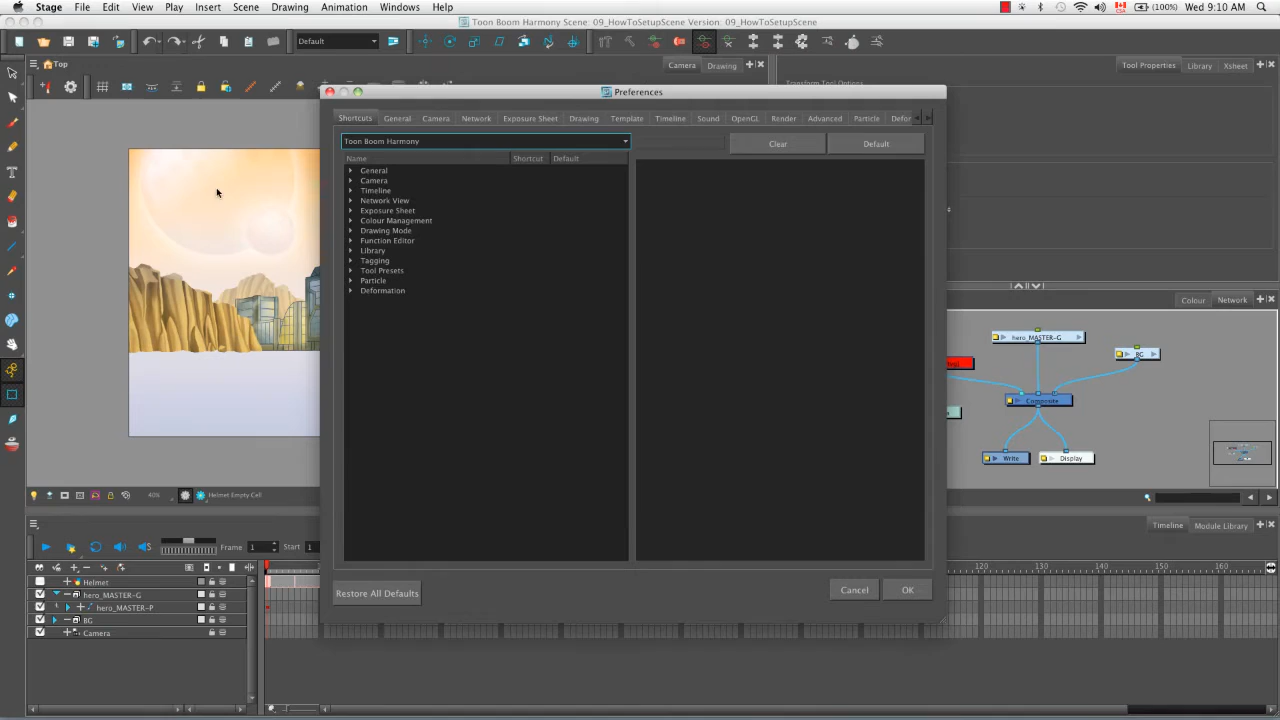 Stage File Edit View Play Insert Scene Drawing Animation Windows Help (100%) Wed 9:10 AM
Toon Boom Harmony Scene: 09_HowToSetupScene Version: 09_HowToSetupScene
Default
Top Camera Drawing Tool Properties Library Xsheet
Preferences
Shortcuts General Camera Network Exposure Sheet Drawing Template Timeline Sound OpenGL Render Advanced Particle Defor
Toon Boom Harmony Clear Default
Name Shortcut Default
General
Camera
Timeline
Network View
Exposure Sheet
Colour Management
Drawing Mode
Function Editor
Library
Tagging
Tool Presets
Particle
Deformation
Restore All Defaults Cancel OK
Colour Network
hero_MASTER-G
BG
Composite
Write Display
40% Helmet Empty Cell
Timeline Module Library
Frame 1 Start 1
120 130 140 150 160
Helmet
hero_MASTER-G
hero_MASTER-P
BG
Camera